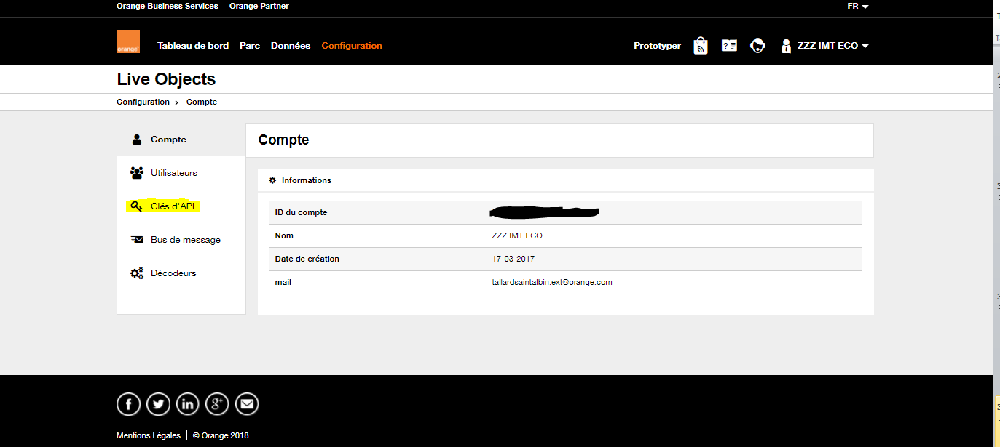 Orange Business Services Orange Partner FR
orange
Tableau de bord Parc Données Configuration Prototyper ZZZ IMT ECO
Live Objects
Configuration > Compte
Compte
Utilisateurs
Clés d'API
Bus de message
Décodeurs
Compte
Informations
ID du compte
Nom ZZZ IMT ECO
Date de création 17-03-2017
mail tallardsaintalbin.ext@orange.com
Mentions Légales | © Orange 2018